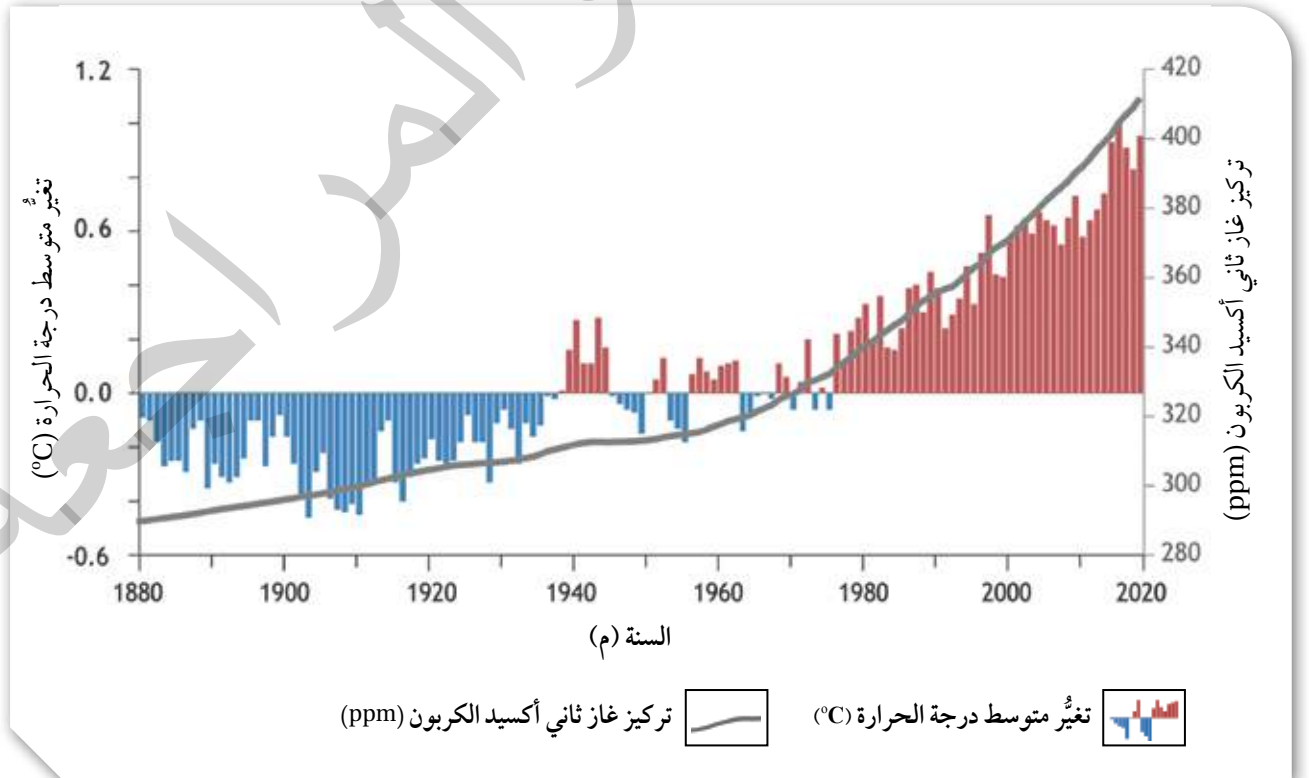 1.2
0.6
0.0
-0.6
تغيُّر متوسط درجة الحرارة (°C)
420
400
380
360
340
320
300
280
تركيز غاز ثاني أكسيد الكربون (ppm)
1880 1900 1920 1940 1960 1980 2000 2020
السنة (م)
تغيُّر متوسط درجة الحرارة (°C)
تركيز غاز ثاني أكسيد الكربون (ppm)